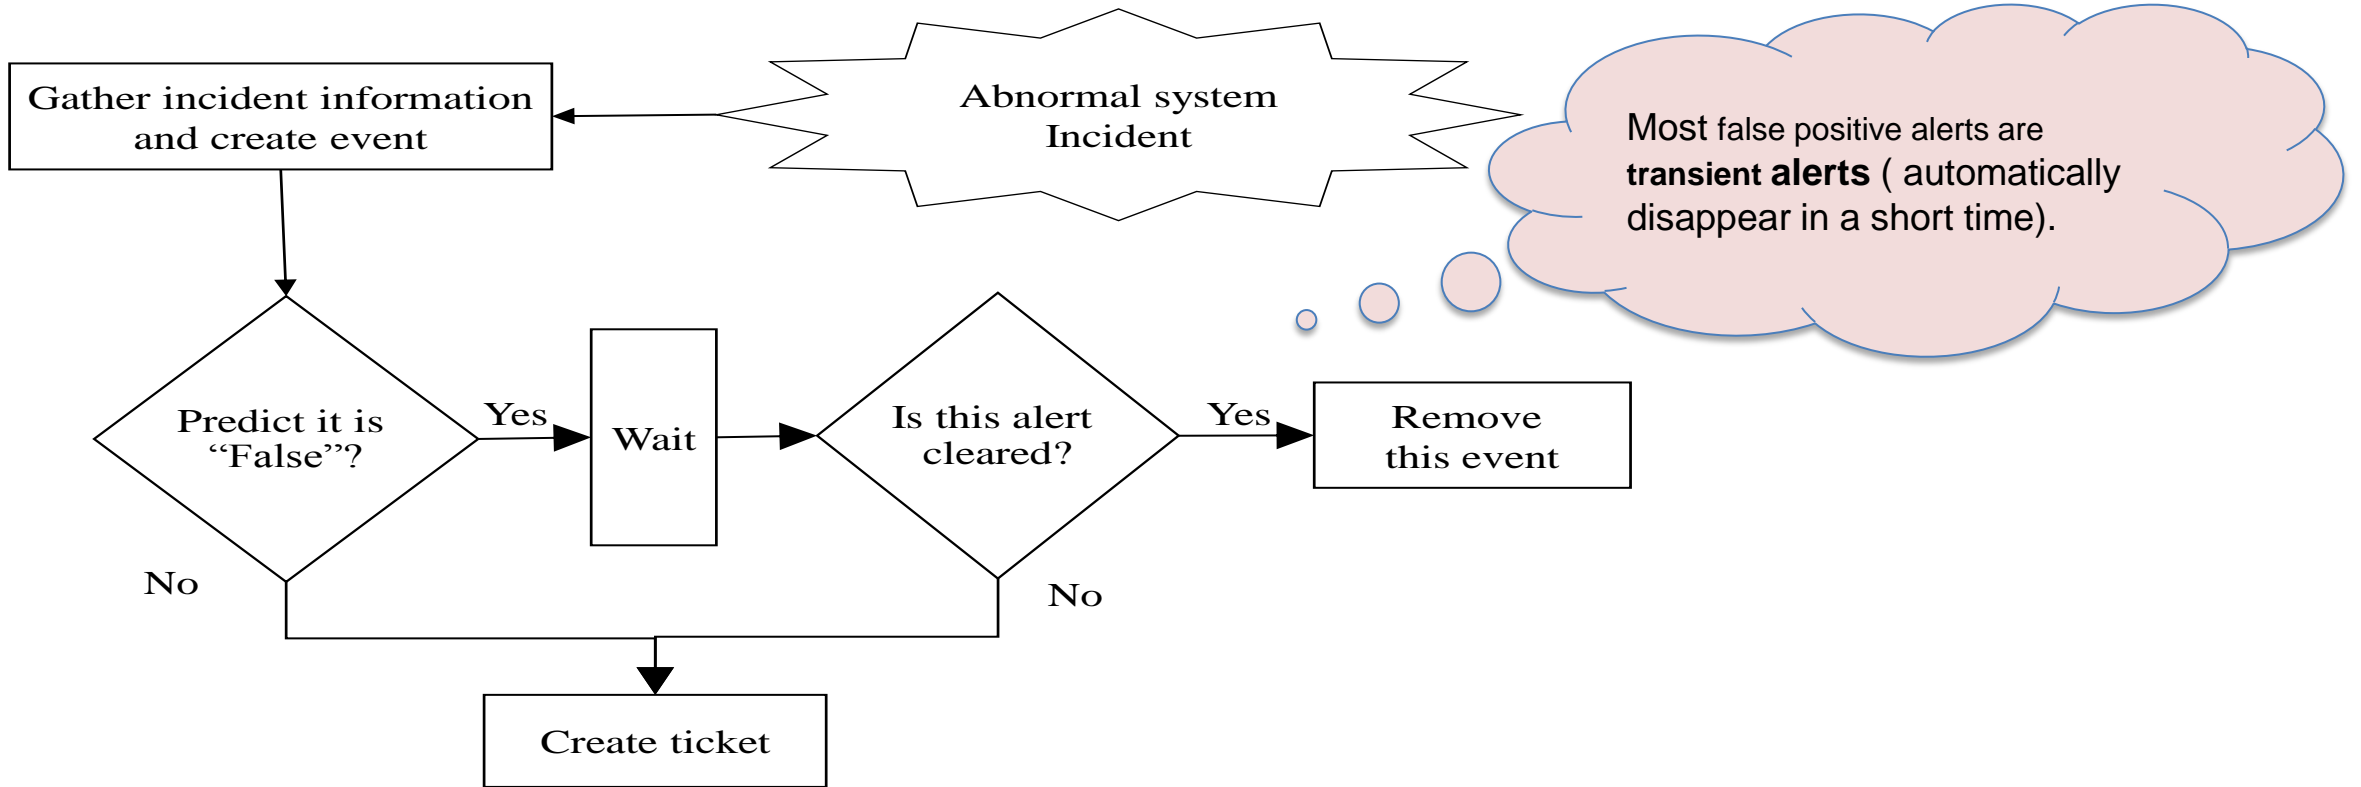 Abnormal system
Incident
Gather incident information
and create event
Most false positive alerts are
transient alerts ( automatically
disappear in a short time).
Predict it is
“False”?
Yes
Wait
Is this alert
cleared?
Yes
Remove
this event
No
No
Create ticket